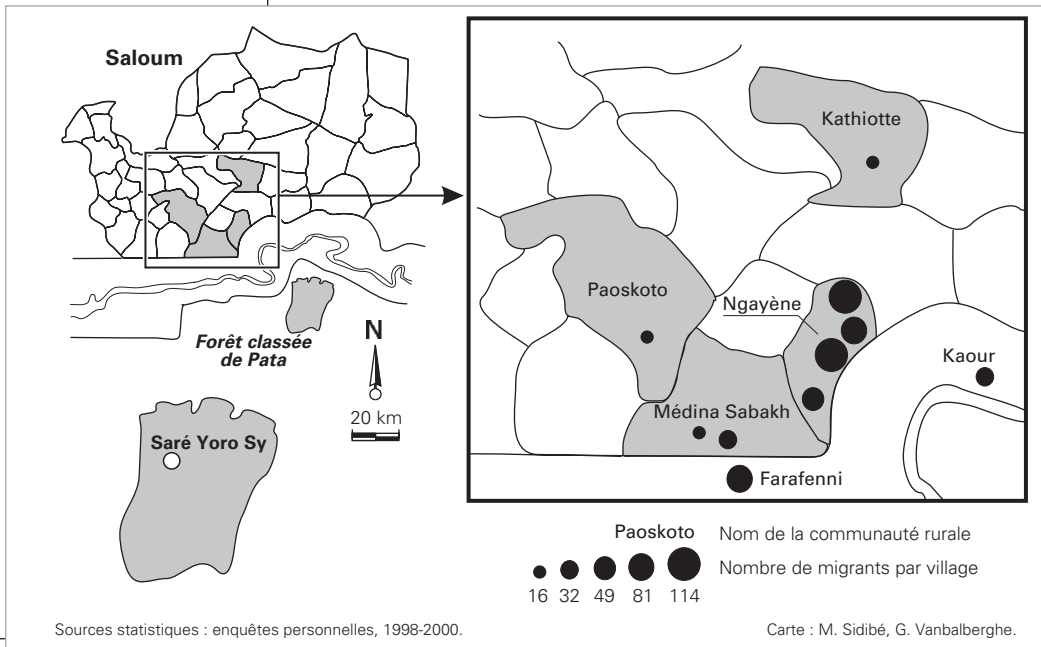 Saloum
Kathiotte
Paoskoto
Ngayène
Forêt classée
de Pata
N
Kaour
20 km
Médina Sabakh
Saré Yoro Sy
Farafenni
Paoskoto Nom de la communauté rurale
Nombre de migrants par village
16 32 49 81 114
Sources statistiques : enquêtes personnelles, 1998-2000.
Carte : M. Sidibé, G. Vanbalberghe.